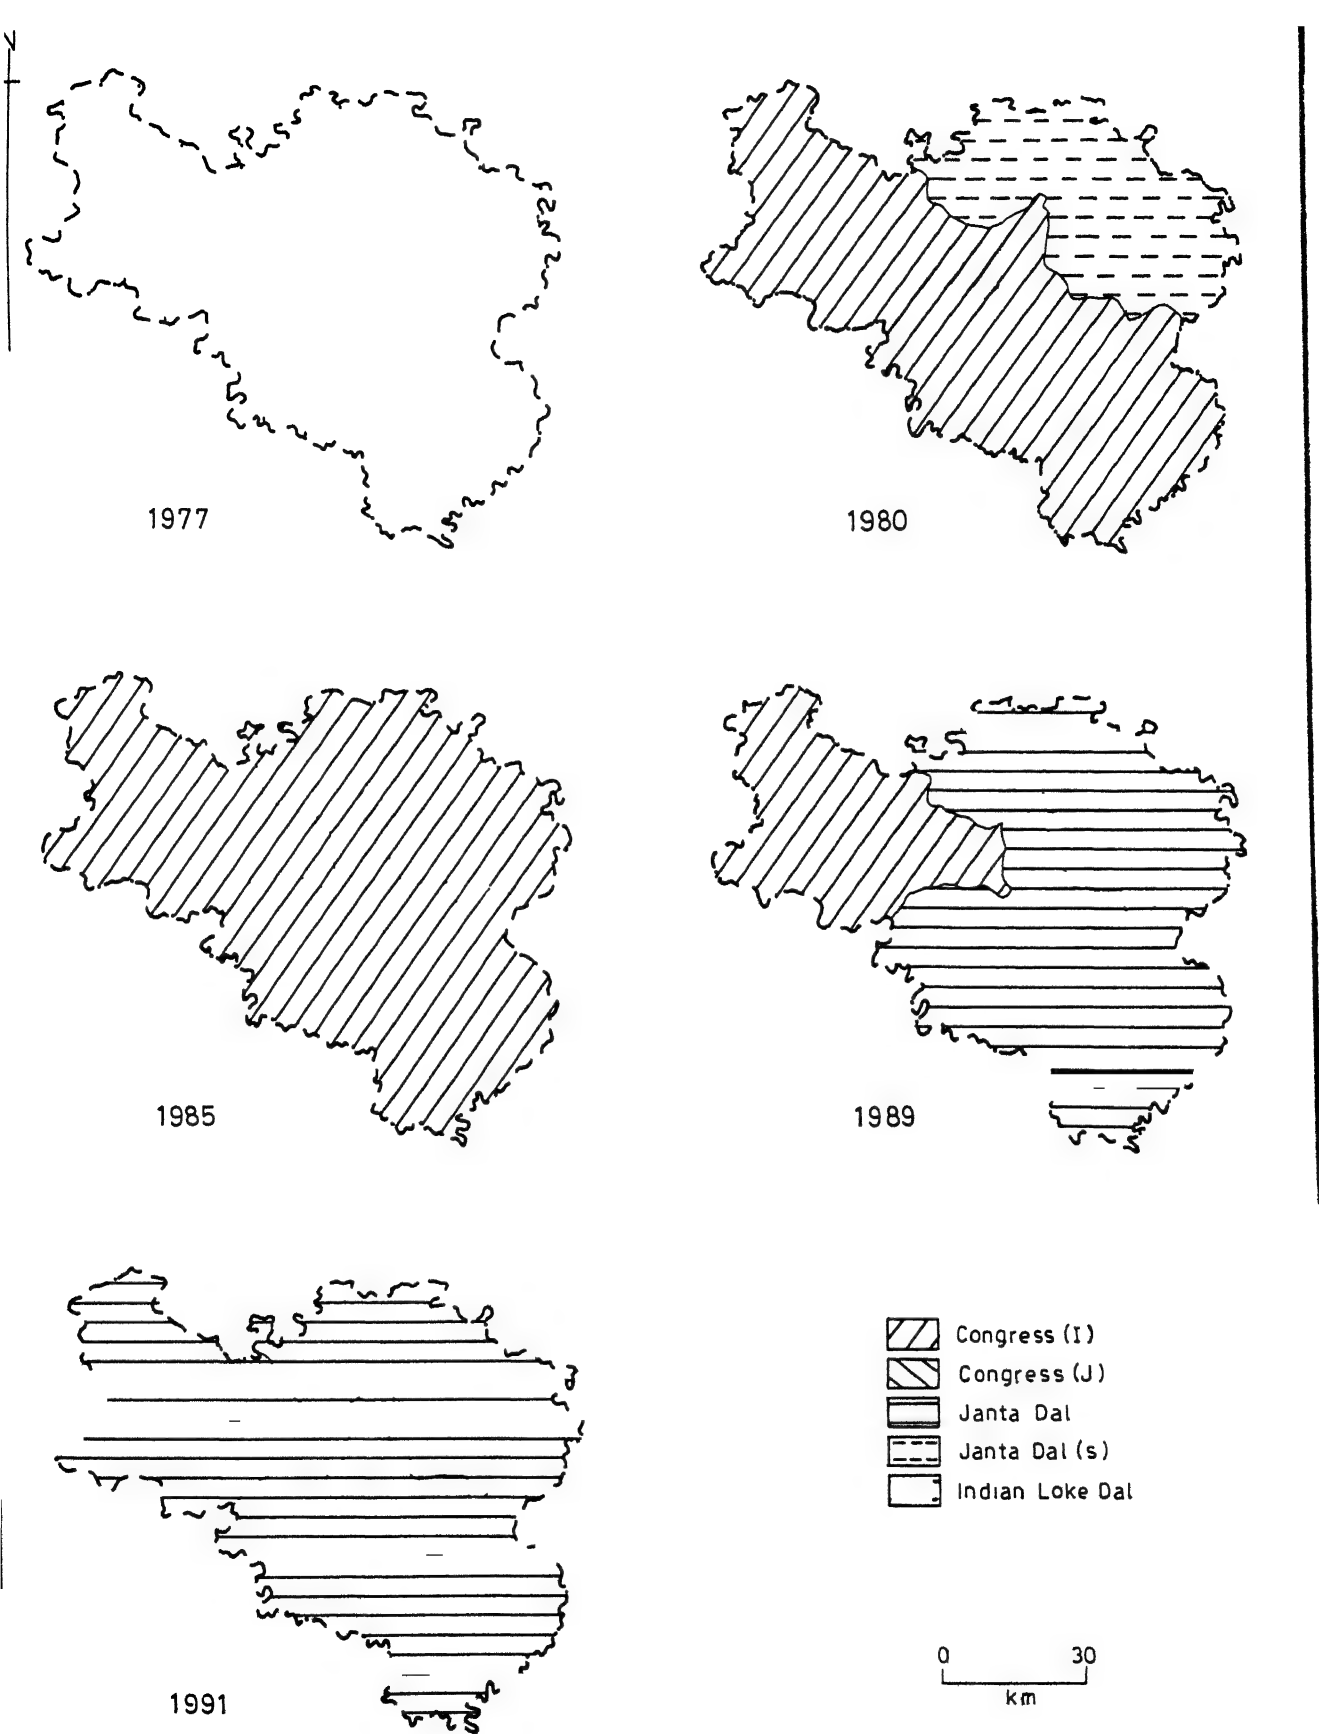 N
1977
1980
1985
1989
1991
Congress (I)
Congress (J)
Janta Dal
Janta Dal (s)
Indian Loke Dal
0 30
km